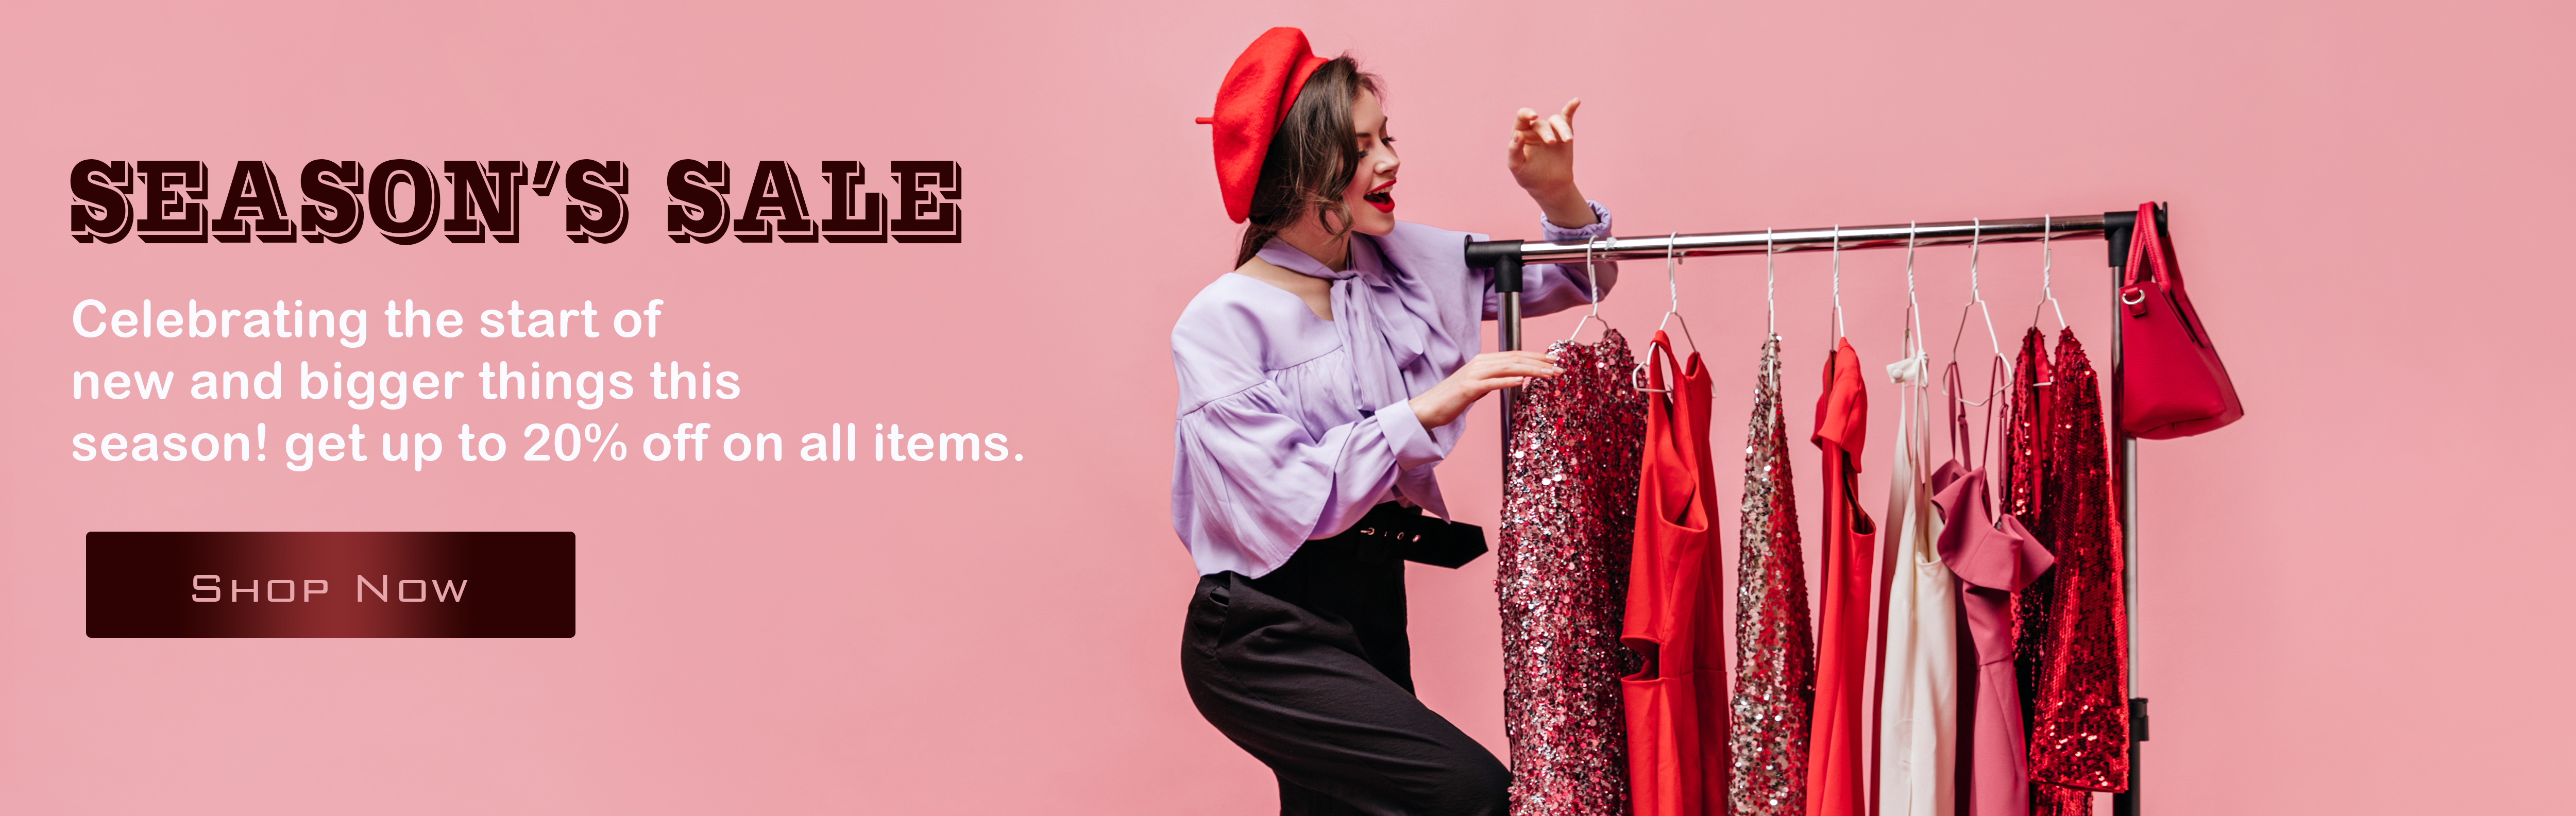 SEASON'S SALE
Celebrating the start of
new and bigger things this
season! get up to 20% off on all items.
Shop Now